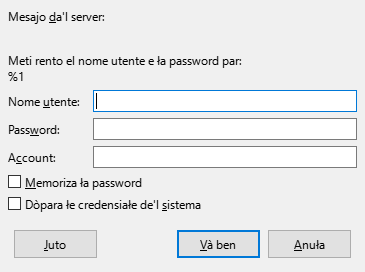 Mesajo da'l server:
Meti rento el nome utente e ła password par:
%1
Nome utente:
Password:
Account:
Memoriza ła password
Dòpara łe credensiałe de'l sistema
Juto
Và ben
Anuła